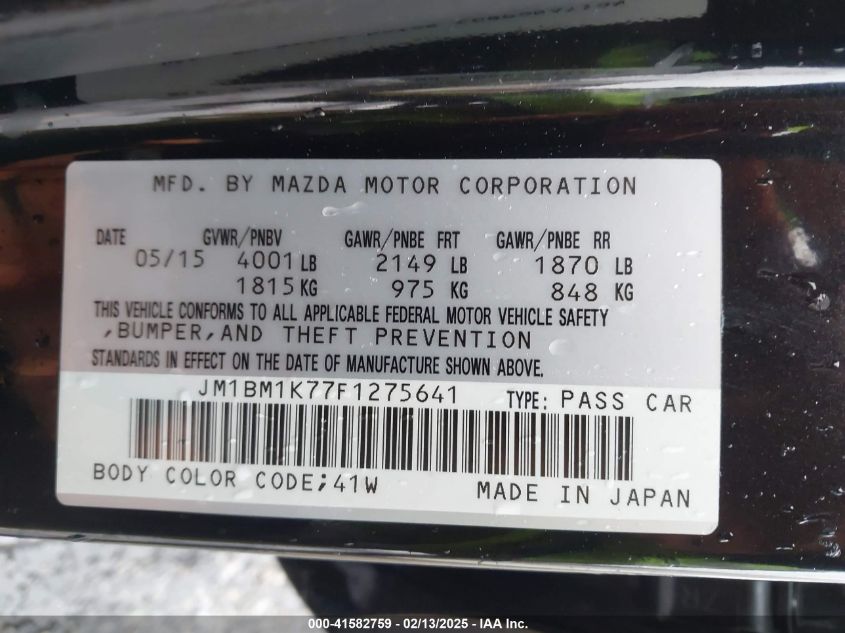 MFD. BY MAZDA MOTOR CORPORATION
DATE GVWR/PNBV GAWR/PNBE FRT GAWR/PNBE RR
05/15 4001 LB 2149 LB 1870 LB
1815 KG 975 KG 848 KG
THIS VEHICLE CONFORMS TO ALL APPLICABLE FEDERAL MOTOR VEHICLE SAFETY
,BUMPER,AND THEFT PREVENTION
STANDARDS IN EFFECT ON THE DATE OF MANUFACTURE SHOWN ABOVE.
JM1BM1K77F1275641 TYPE: PASS CAR
BODY COLOR CODE;41W MADE IN JAPAN
000-41582759 - 02/13/2025 - IAA Inc.